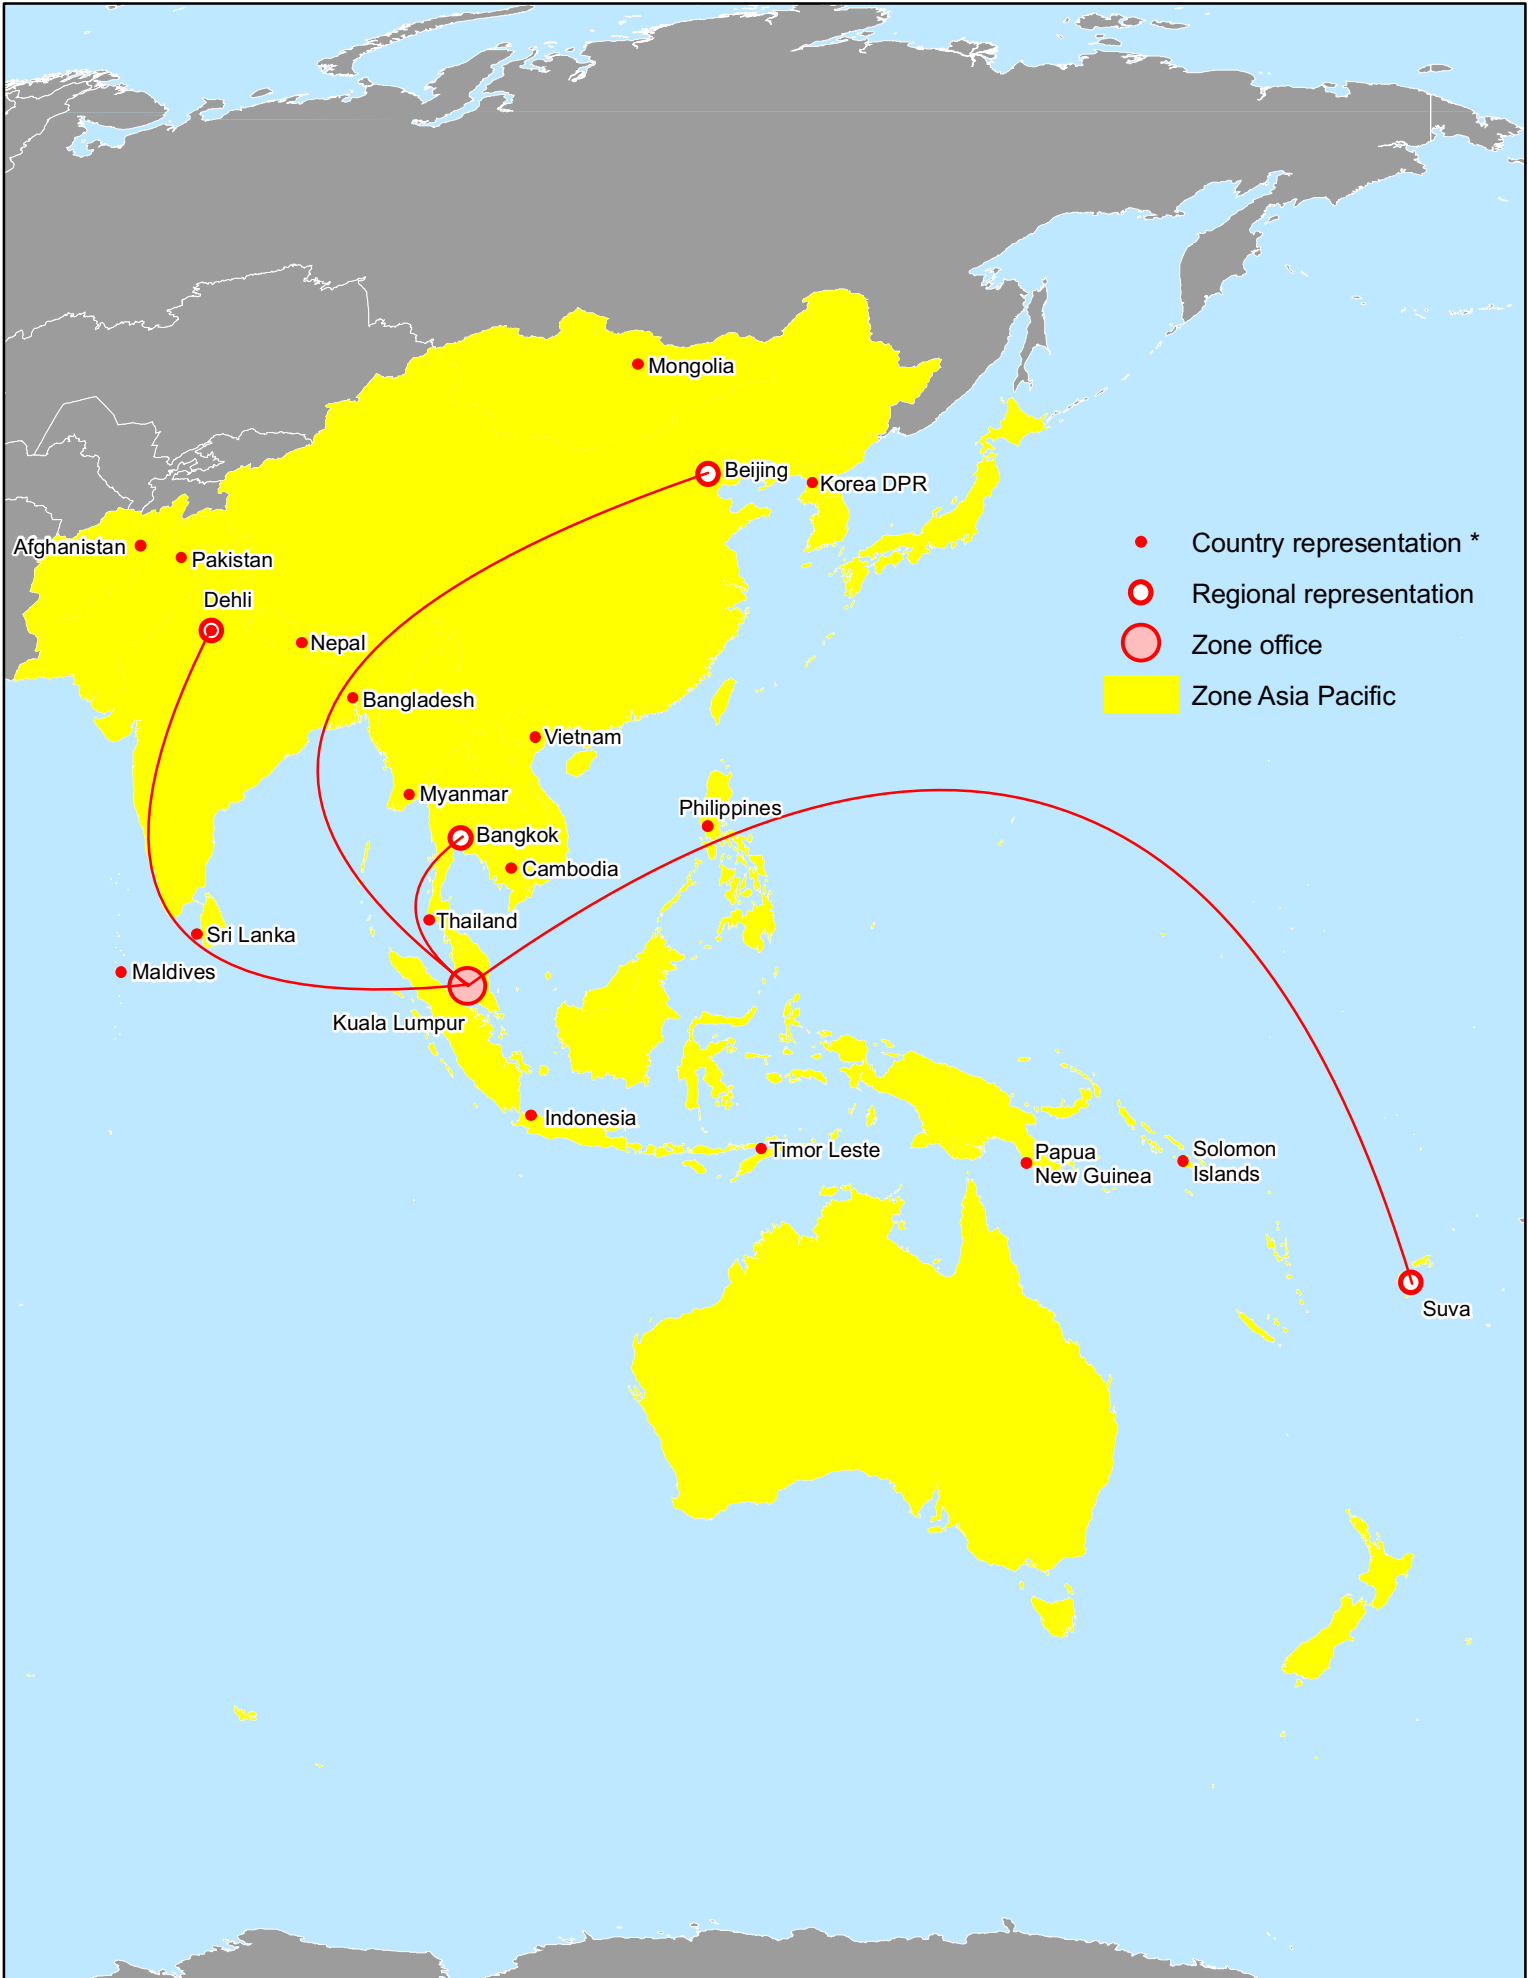 Mongolia
Beijing
Korea DPR
Afghanistan
Pakistan
Dehli
Nepal
Bangladesh
Vietnam
Myanmar
Philippines
Bangkok
Cambodia
Thailand
Sri Lanka
Maldives
Kuala Lumpur
Indonesia
Timor Leste
Papua
New Guinea
Solomon
Islands
Suva
Country representation *
Regional representation
Zone office
Zone Asia Pacific